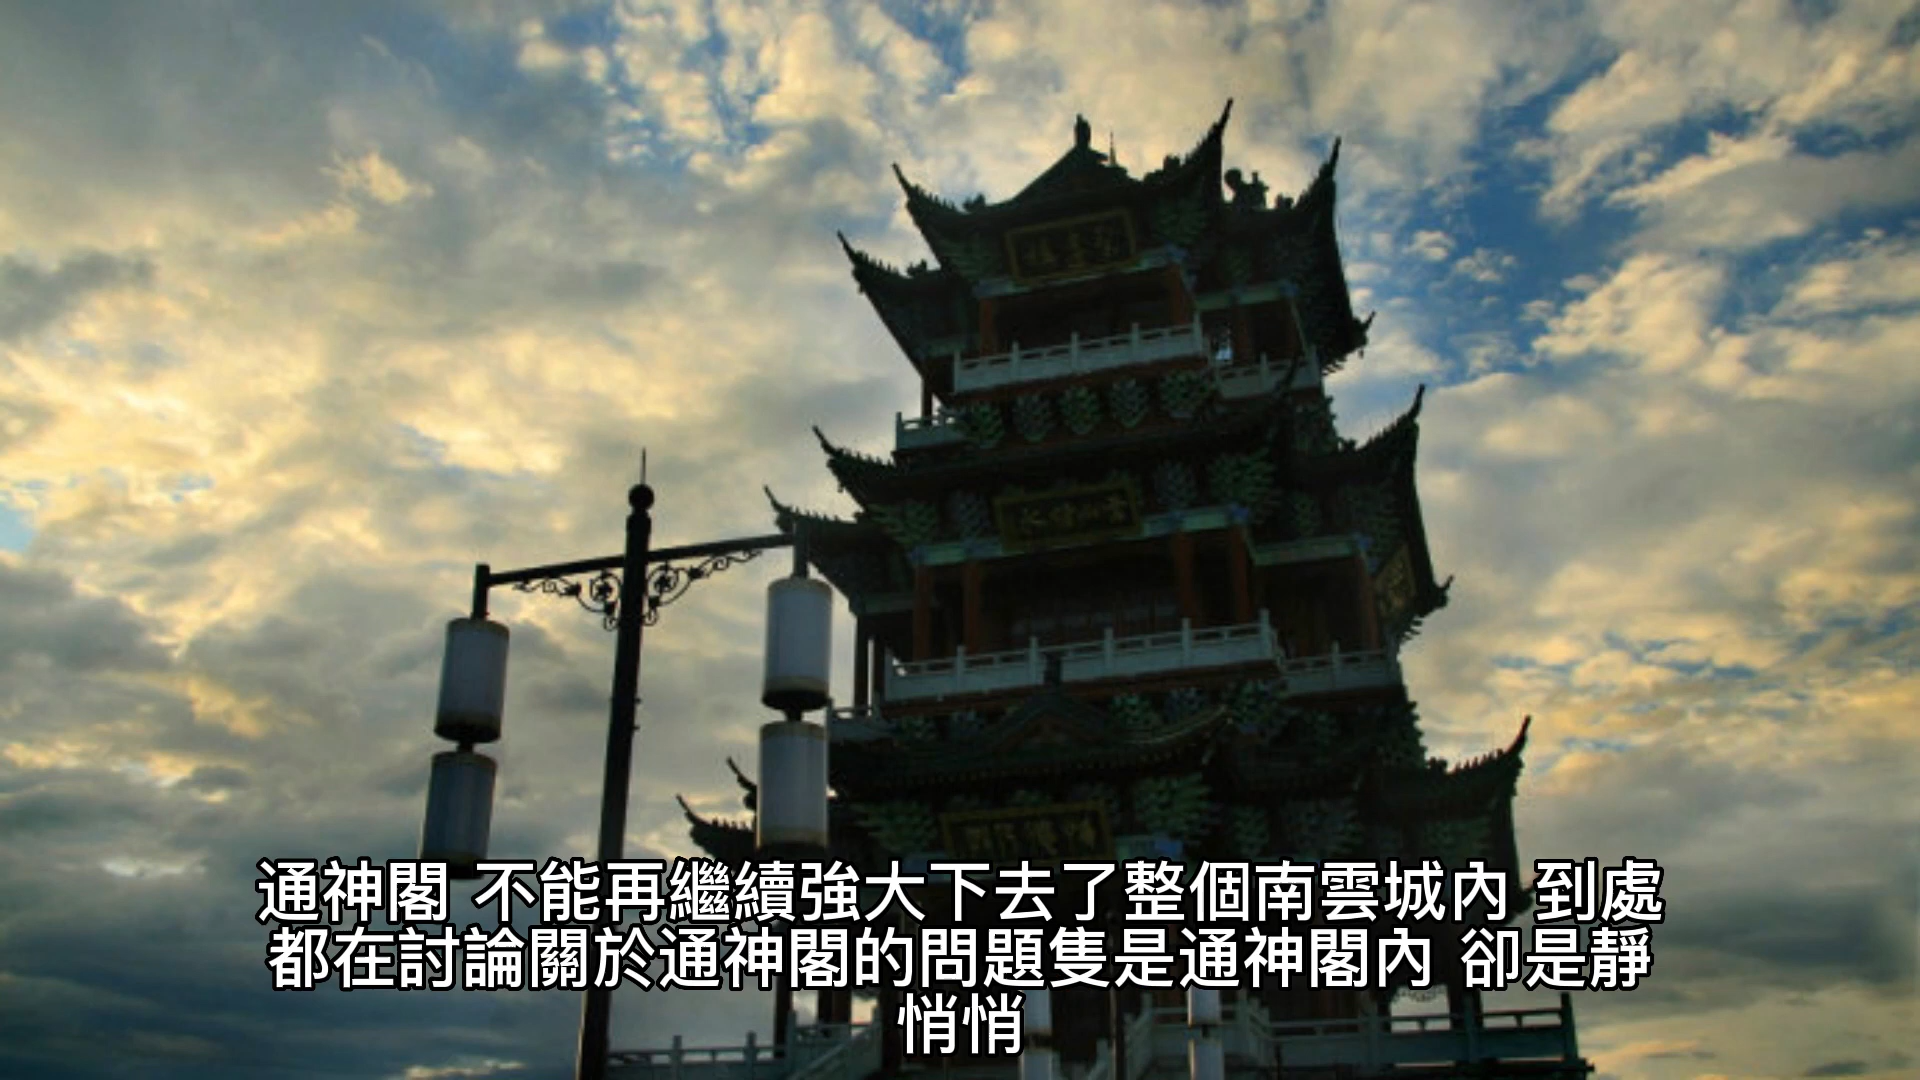 通神閣 不能再繼續強大下去了整個南雲城內 到處
都在討論關於通神閣的問題隻是通神閣內 卻是靜
悄悄